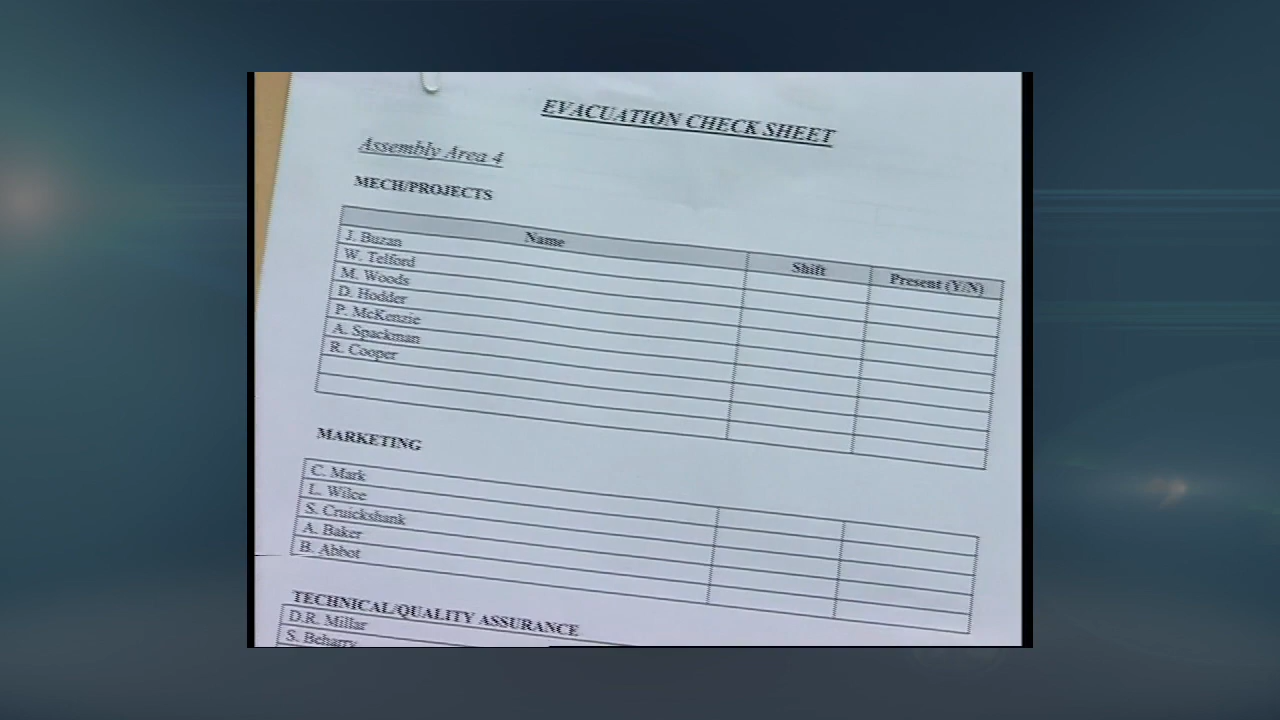 EVACUATION CHECK SHEET
Assembly Area 4
MECH/PROJECTS
Name Shift Present (Y/N)
J. Buzan
W. Telford
M. Woods
D. Hodder
P. McKenzie
A. Spackman
R. Cooper
MARKETING
C. Mark
L. Wilce
S. Cruickshank
A. Baker
B. Abbot
TECHNICAL/QUALITY ASSURANCE
D.R. Millar
S. Beharry